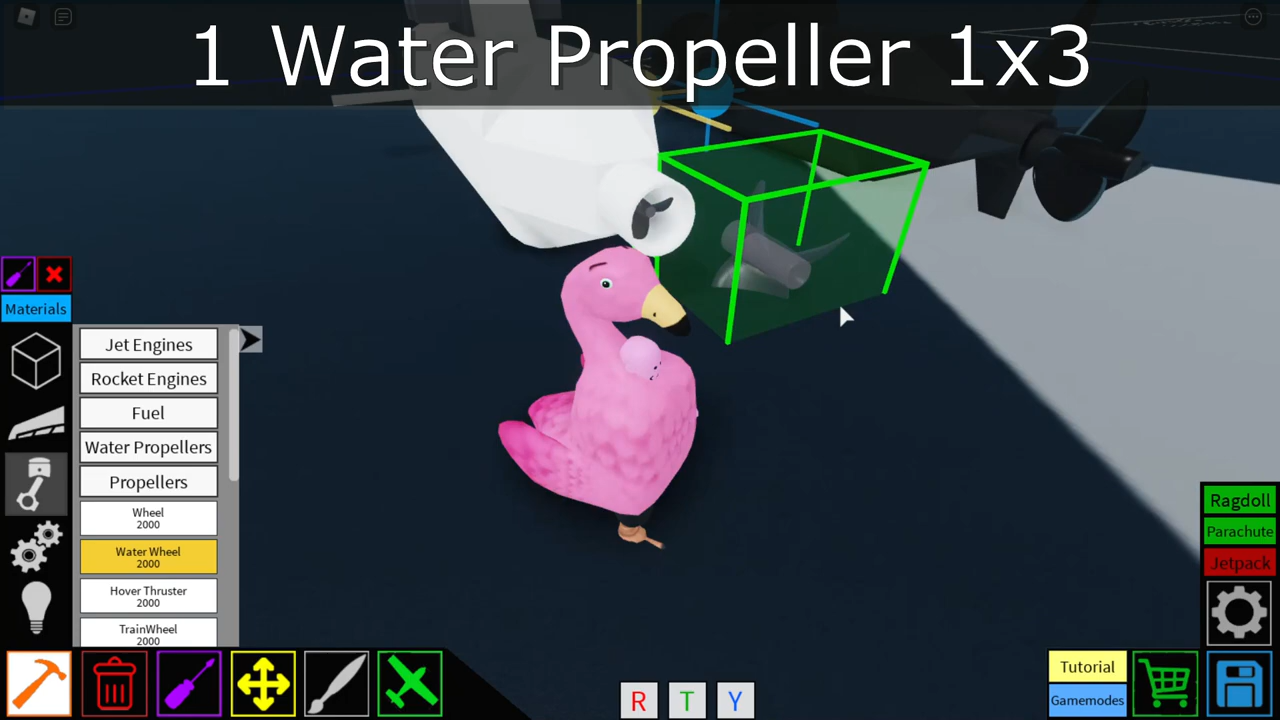 1 Water Propeller 1x3
Materials
Jet Engines
Rocket Engines
Fuel
Water Propellers
Propellers
Wheel
2000
Water Wheel
2000
Hover Thruster
2000
TrainWheel
2000
Ragdoll
Parachute
Jetpack
Tutorial
Gamemodes
R T Y